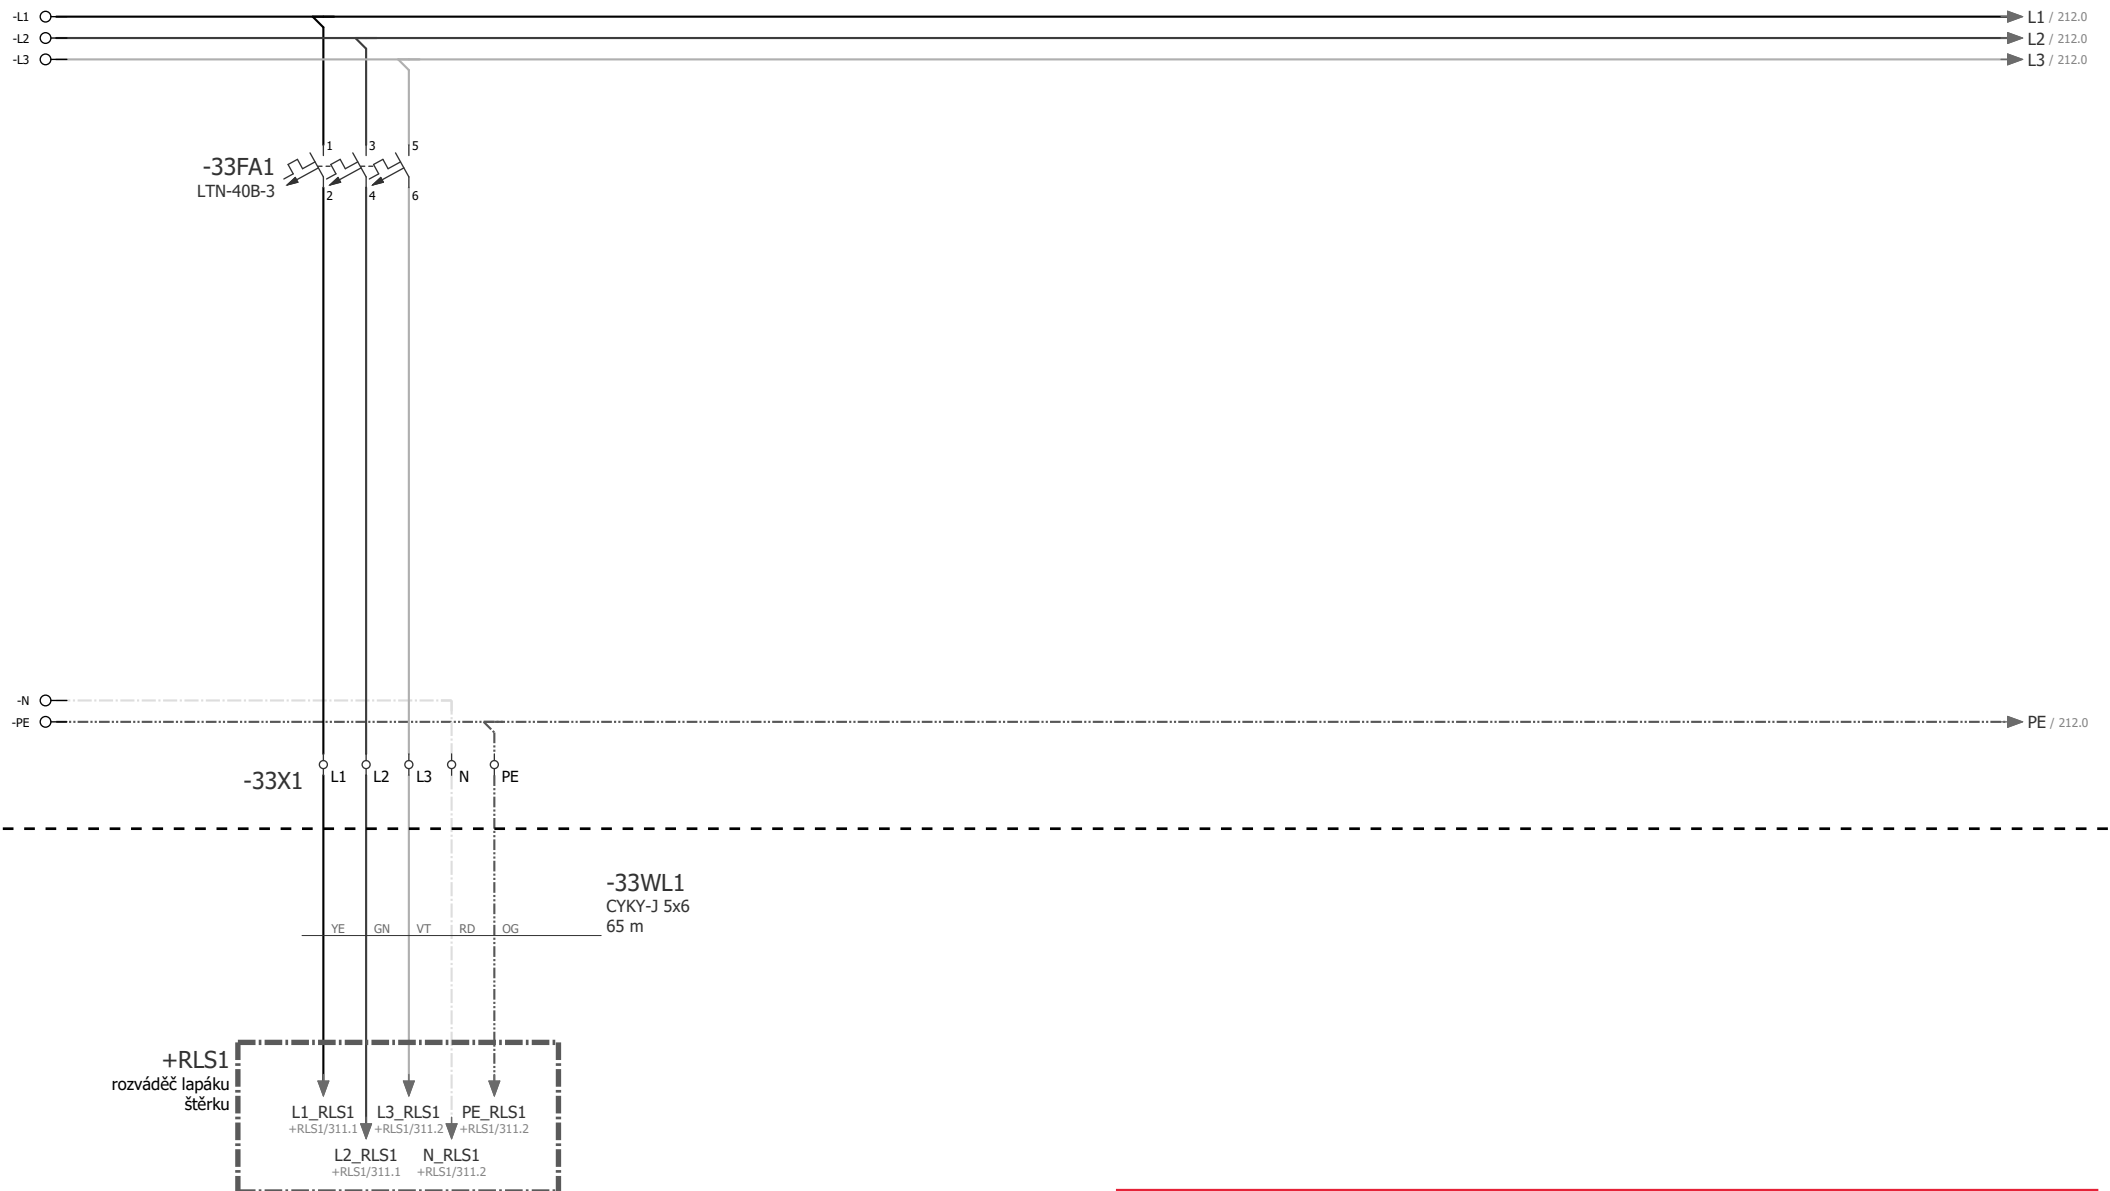 -L1
L1 / 212.0
-L2
L2 / 212.0
-L3
L3 / 212.0
1
3
5
-33FA1
LTN-40B-3
2
4
6
-N
-PE
PE / 212.0
-33X1
L1
L2
L3
N
PE
-33WL1
CYKY-J 5x6
65 m
YE
GN
VT
RD
OG
+RLS1
rozváděč lapáku
štěrku
L1_RLS1
+RLS1/311.1
L3_RLS1
+RLS1/311.2
PE_RLS1
+RLS1/311.2
L2_RLS1
+RLS1/311.1
N_RLS1
+RLS1/311.2